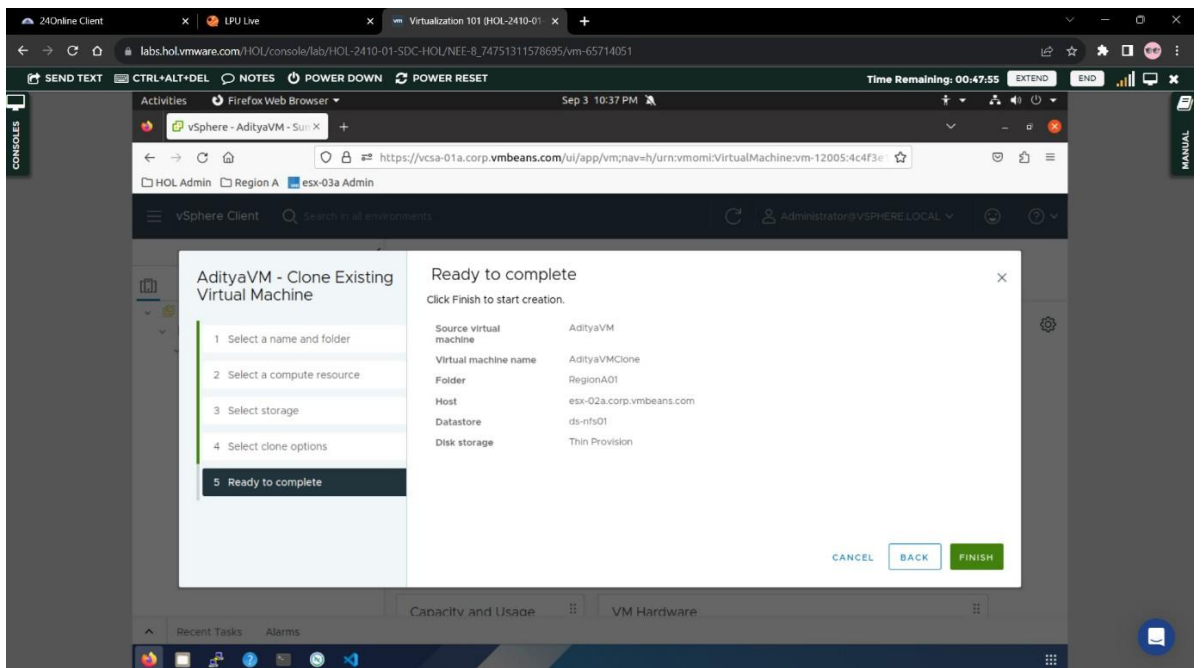 24Online Client
LPU Live
Virtualization 101 (HOL-2410-01-
labs.hol.vmware.com/HOL/console/lab/HOL-2410-01-SDC-HOL/NEE-8_74751311578695/vm-65714051
SEND TEXT CTRL+ALT+DEL NOTES POWER DOWN POWER RESET Time Remaining: 00:47:55 EXTEND END
CONSOLES
MANUAL
Activities Firefox Web Browser Sep 3 10:37 PM
vSphere - AdityaVM - Sum
https://vcsa-01a.corp.vmbeans.com/ui/app/vm;nav=h/urn:vmomi:VirtualMachine:vm-12005:4c4f3e
HOL Admin Region A esx-03a Admin
vSphere Client Search in all environments Administrator@VSPHERE.LOCAL
AdityaVM - Clone Existing
Virtual Machine
1 Select a name and folder
2 Select a compute resource
3 Select storage
4 Select clone options
5 Ready to complete
Ready to complete
Click Finish to start creation.
Source virtual machine AdityaVM
Virtual machine name AdityaVMClone
Folder RegionA01
Host esx-02a.corp.vmbeans.com
Datastore ds-nfs01
Disk storage Thin Provision
CANCEL BACK FINISH
Capacity and Usage VM Hardware
Recent Tasks Alarms